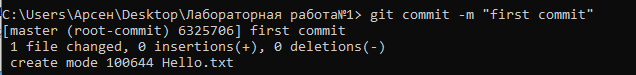 C:\Users\Арсен\Desktop\Лабораторная работа№1> git commit -m "first commit"
[master (root-commit) 6325706] first commit
 1 file changed, 0 insertions(+), 0 deletions(-)
 create mode 100644 Hello.txt